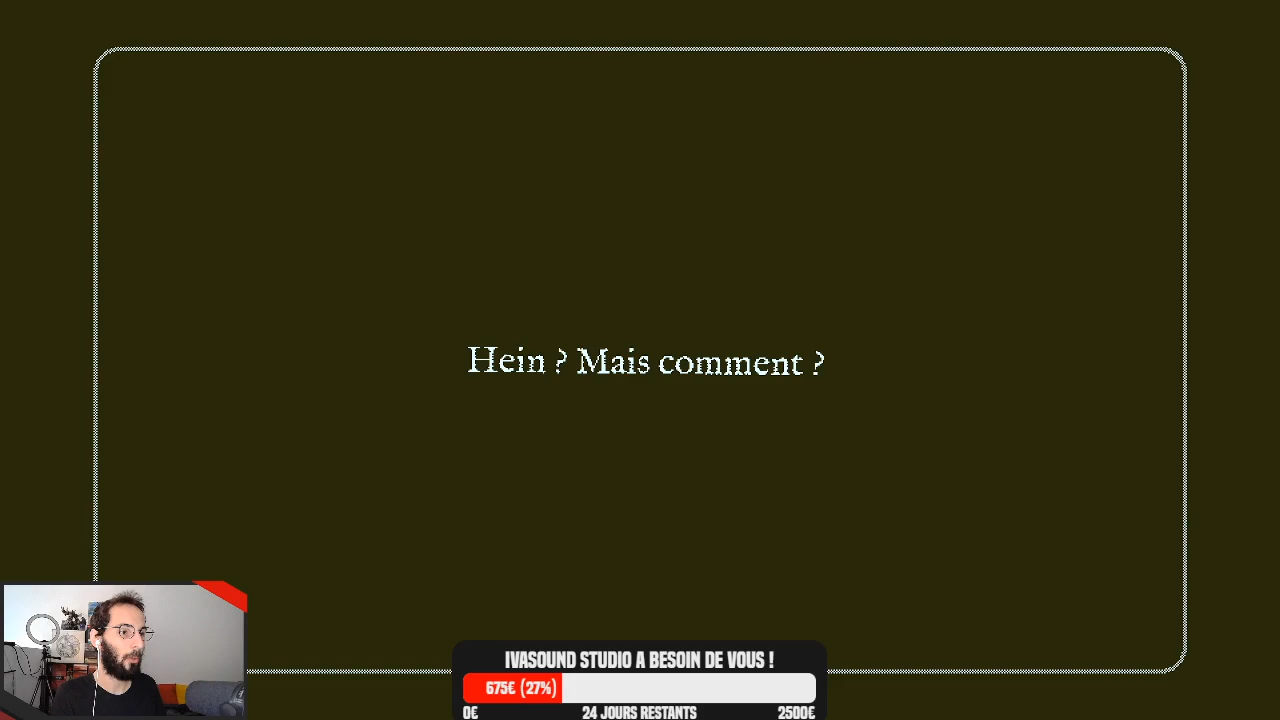 Hein ? Mais comment ?
IVASOUND STUDIO A BESOIN DE VOUS !
675€ (27%)
0€ 24 JOURS RESTANTS 2500€